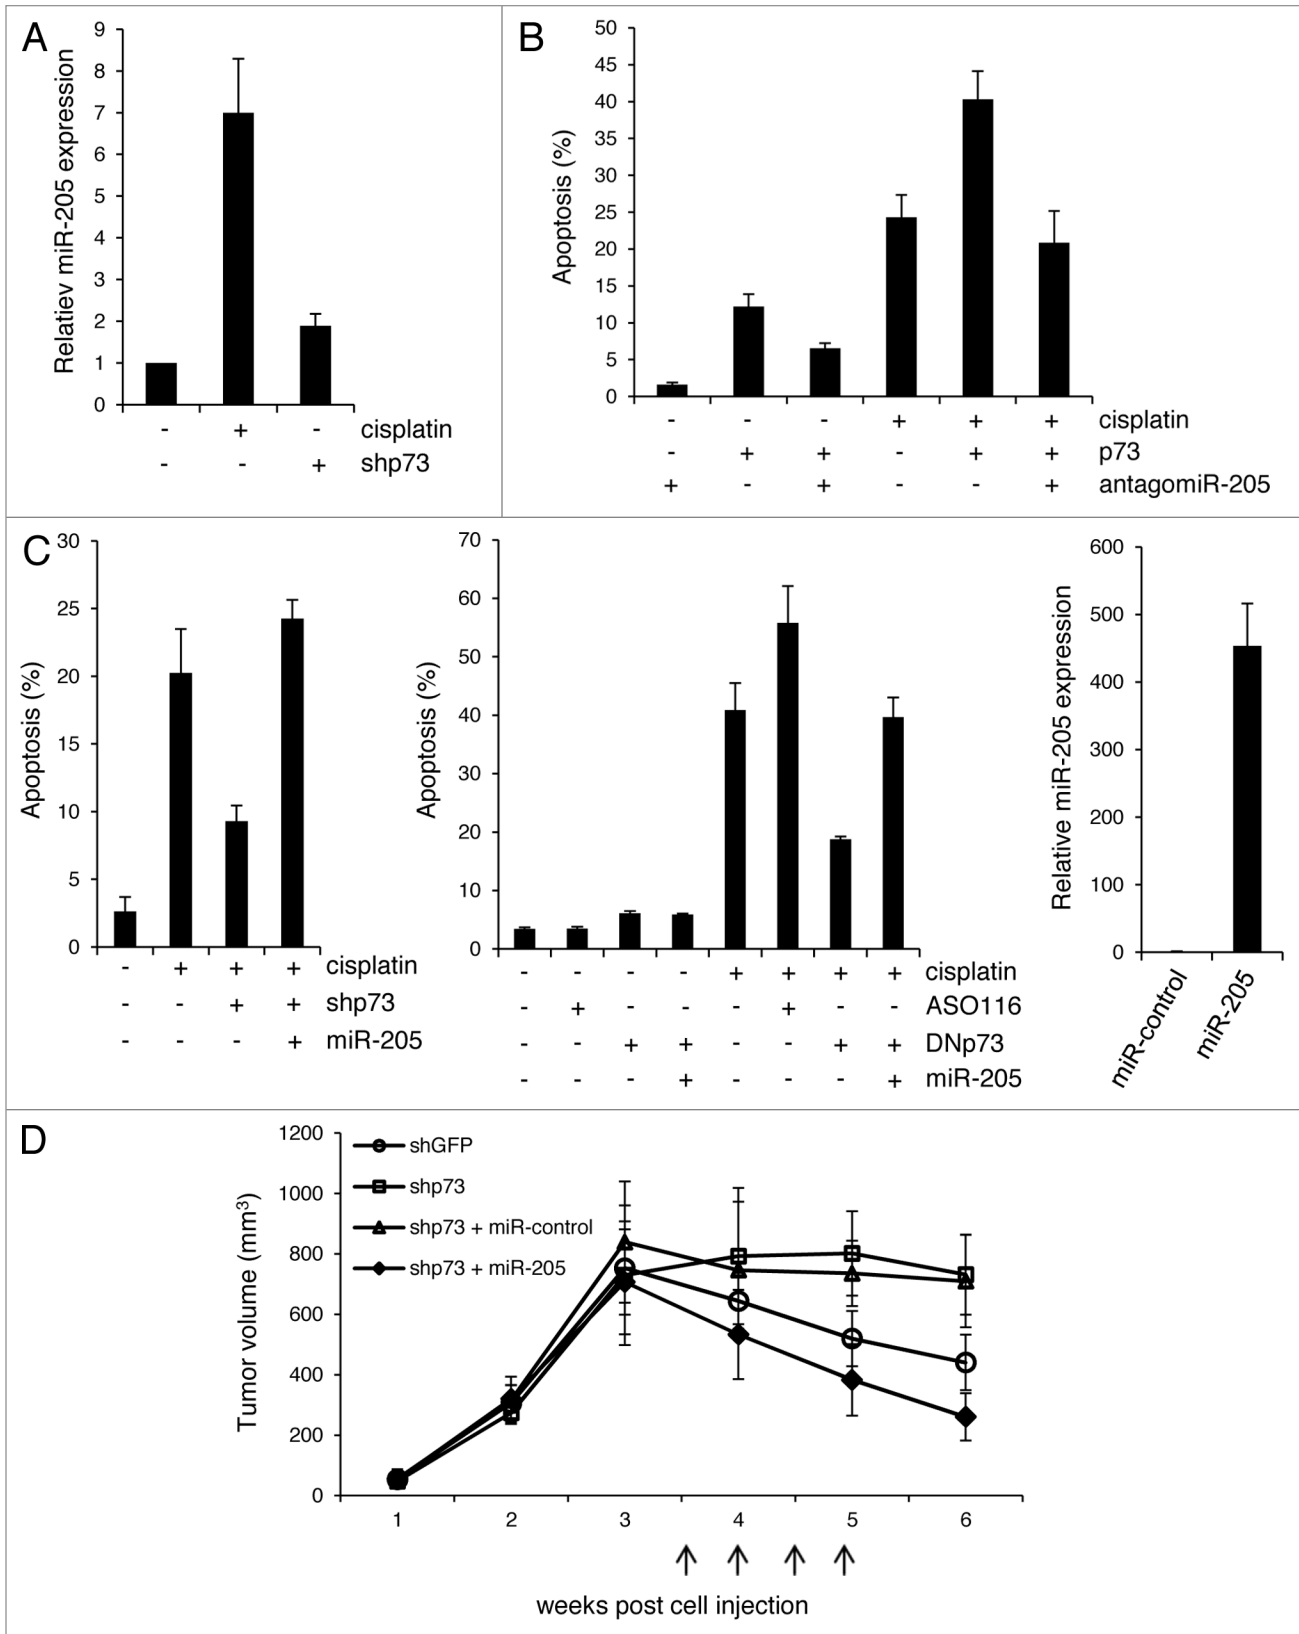 A
Relatiev miR-205 expression
9
8
7
6
5
4
3
2
1
0
- + - cisplatin
- - + shp73
B
Apoptosis (%)
50
45
40
35
30
25
20
15
10
5
0
- - - + + + cisplatin
- + + - + + p73
+ - + - - + antagomiR-205
C
Apoptosis (%)
30
25
20
15
10
5
0
- + + + cisplatin
- - + + shp73
- - - + miR-205
Apoptosis (%)
70
60
50
40
30
20
10
0
- - - - + + + + cisplatin
- + - - - + - - ASO116
- - + + - - + + DNp73
- - - + - - - + miR-205
Relative miR-205 expression
600
500
400
300
200
100
0
miR-control
miR-205
D
Tumor volume (mm³)
1200
1000
800
600
400
200
0
shGFP
shp73
shp73 + miR-control
shp73 + miR-205
1 2 3 4 5 6
weeks post cell injection